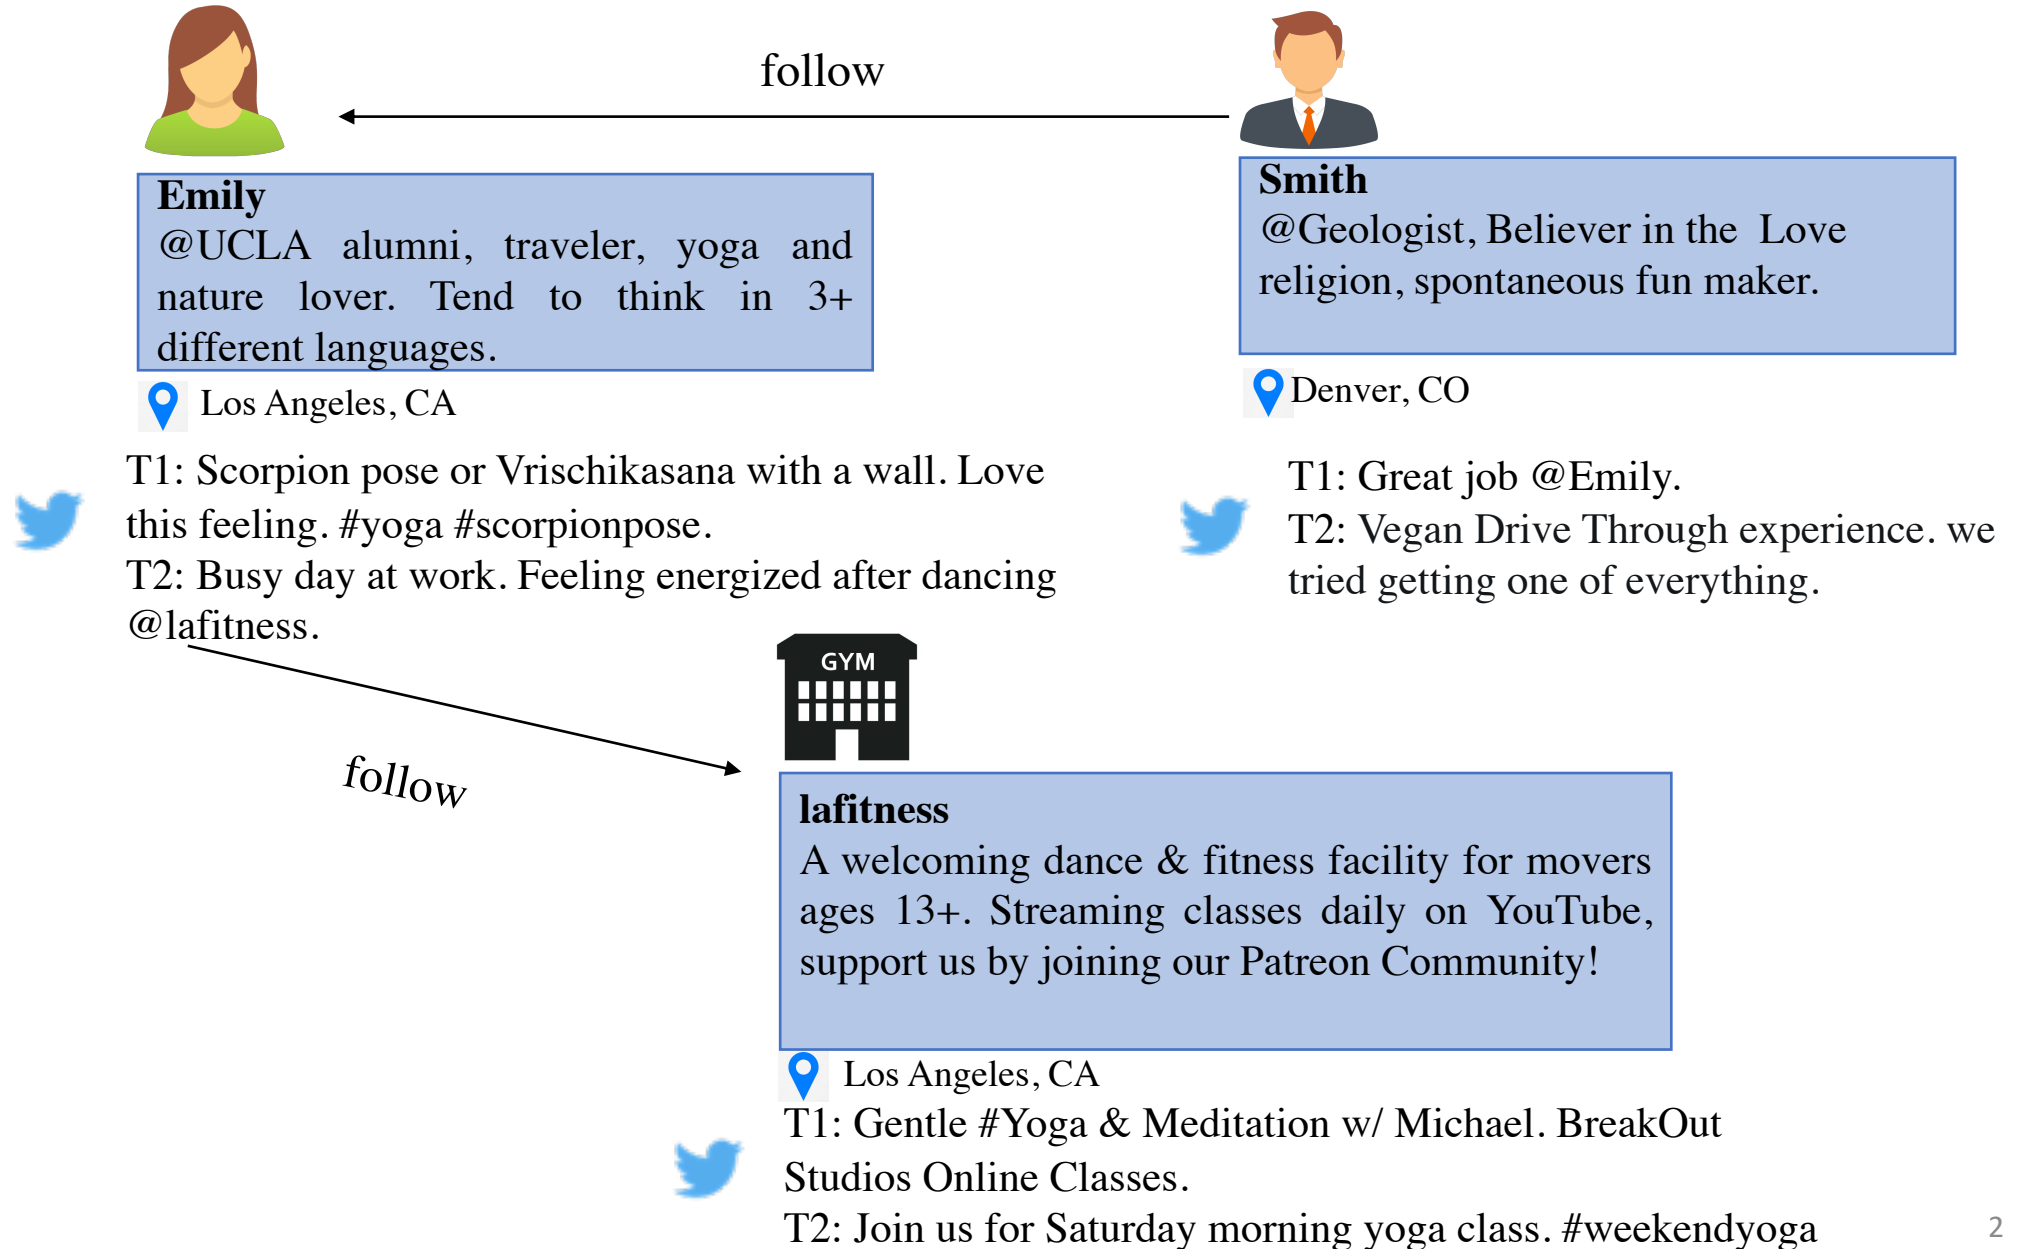 follow
Emily
@UCLA alumni, traveler, yoga and
nature lover. Tend to think in 3+
different languages.
Los Angeles, CA
T1: Scorpion pose or Vrischikasana with a wall. Love
this feeling. #yoga #scorpionpose.
T2: Busy day at work. Feeling energized after dancing
@lafitness.
Smith
@Geologist, Believer in the Love
religion, spontaneous fun maker.
Denver, CO
T1: Great job @Emily.
T2: Vegan Drive Through experience. we
tried getting one of everything.
follow
GYM
lafitness
A welcoming dance & fitness facility for movers
ages 13+. Streaming classes daily on YouTube,
support us by joining our Patreon Community!
Los Angeles, CA
T1: Gentle #Yoga & Meditation w/ Michael. BreakOut
Studios Online Classes.
T2: Join us for Saturday morning yoga class. #weekendyoga
2